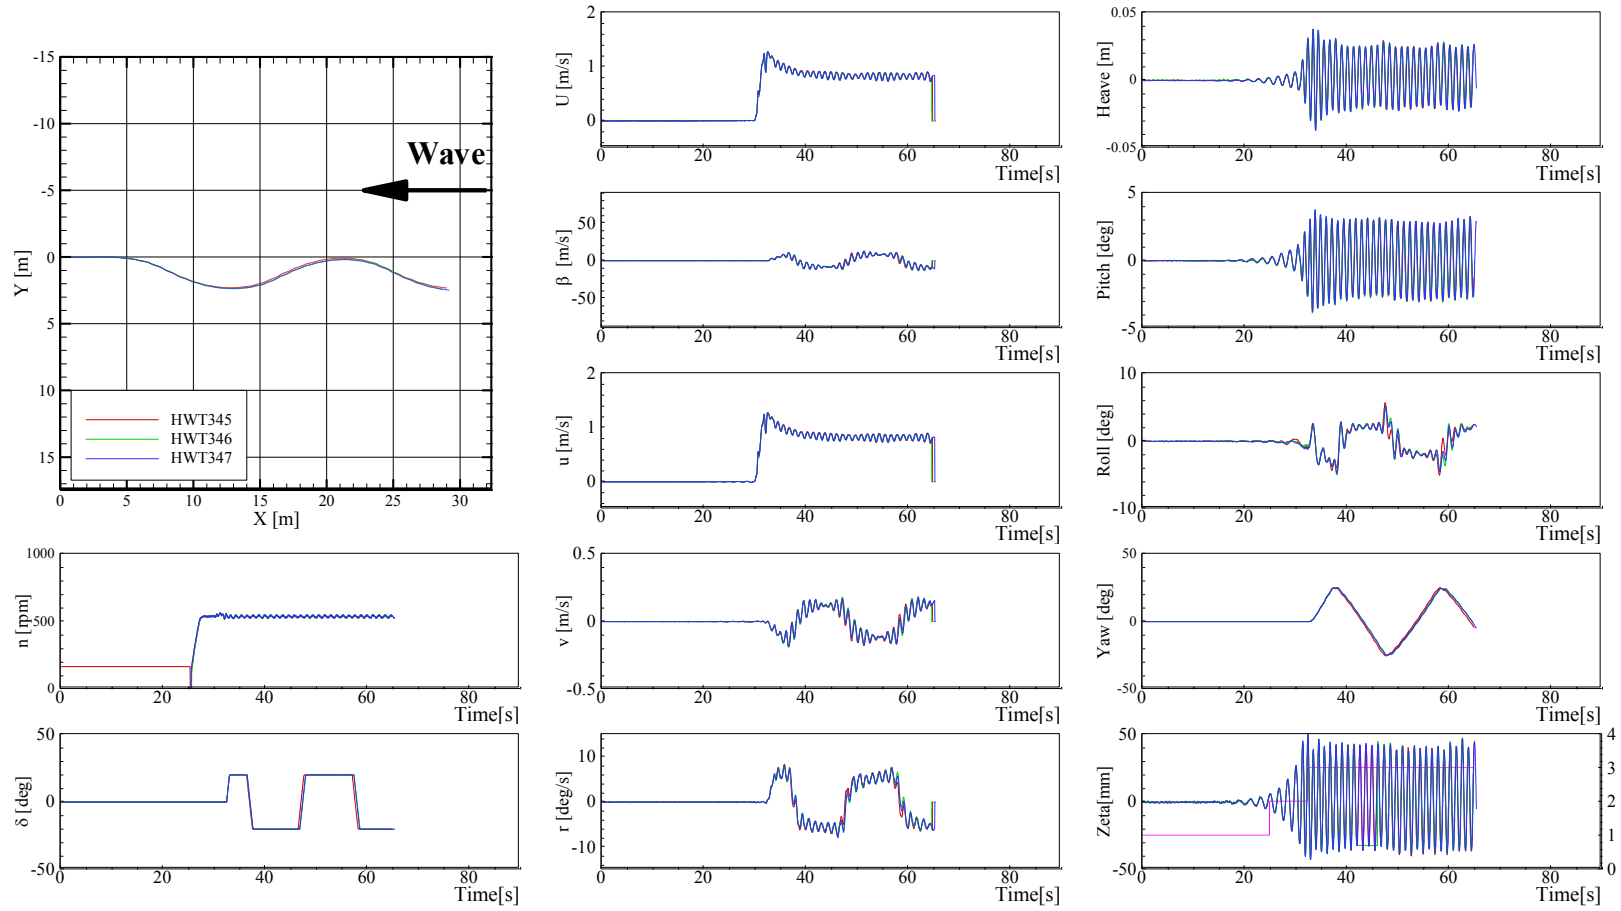 -15
-10
-5
0
5
10
15
Y [m]
Wave
HWT345
HWT346
HWT347
0 5 10 15 20 25 30
X [m]
1000
500
0
n [rpm]
0 20 40 60 80
Time[s]
50
0
-50
δ [deg]
0 20 40 60 80
Time[s]
2
1
0
U [m/s]
0 20 40 60 80
Time[s]
50
0
-50
β [m/s]
0 20 40 60 80
Time[s]
2
1
0
u [m/s]
0 20 40 60 80
Time[s]
0.5
0
-0.5
v [m/s]
0 20 40 60 80
Time[s]
10
0
-10
r [deg/s]
0 20 40 60 80
Time[s]
0.05
0
-0.05
Heave [m]
0 20 40 60 80
Time[s]
5
0
-5
Pitch [deg]
0 20 40 60 80
Time[s]
10
0
-10
Roll [deg]
0 20 40 60 80
Time[s]
50
0
-50
Yaw [deg]
0 20 40 60 80
Time[s]
50
0
-50
Zeta[mm]
4
3
2
1
0
0 20 40 60 80
Time[s]